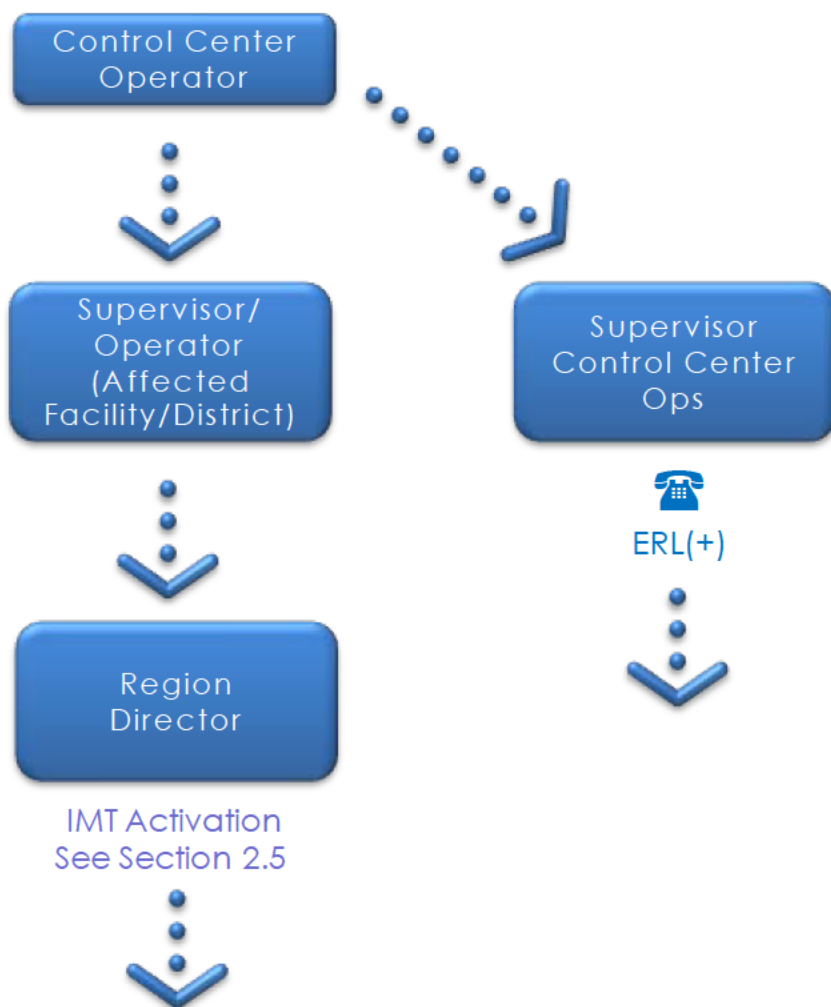 Control Center
Operator
Supervisor/
Operator
(Affected
Facility/District)
Supervisor
Control Center
Ops
ERL(+)
Region
Director
IMT Activation
See Section 2.5